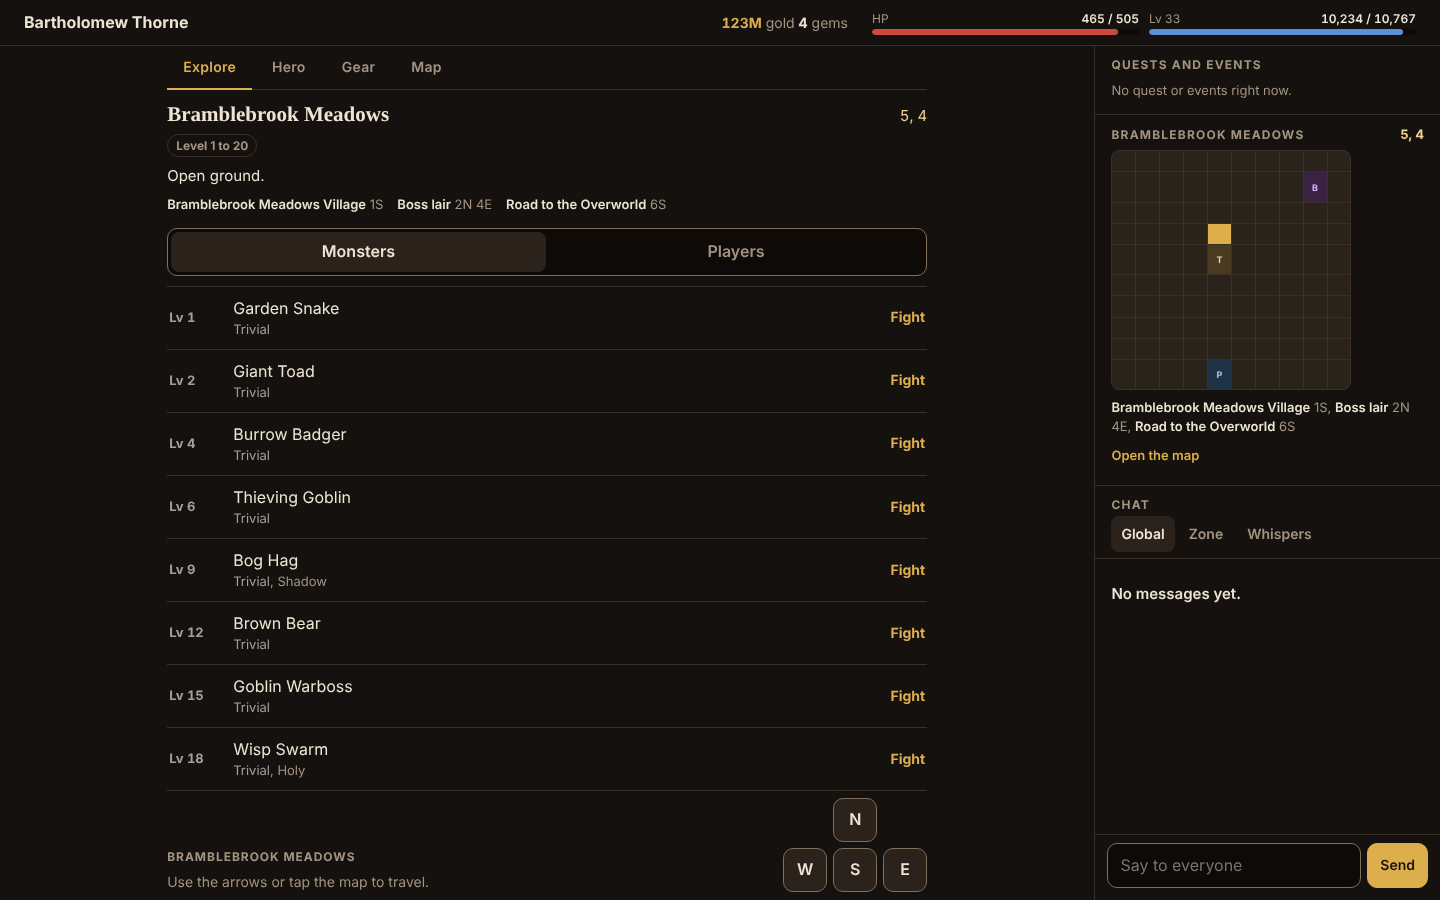 Bartholomew Thorne
123M gold 4 gems
HP 465 / 505
Lv 33 10,234 / 10,767
Explore Hero Gear Map
Bramblebrook Meadows 5, 4
Level 1 to 20
Open ground.
Bramblebrook Meadows Village 1S Boss lair 2N 4E Road to the Overworld 6S
Monsters Players
Lv 1 Garden Snake Fight
Trivial
Lv 2 Giant Toad Fight
Trivial
Lv 4 Burrow Badger Fight
Trivial
Lv 6 Thieving Goblin Fight
Trivial
Lv 9 Bog Hag Fight
Trivial, Shadow
Lv 12 Brown Bear Fight
Trivial
Lv 15 Goblin Warboss Fight
Trivial
Lv 18 Wisp Swarm Fight
Trivial, Holy
BRAMBLEBROOK MEADOWS
Use the arrows or tap the map to travel.
N
W S E
QUESTS AND EVENTS
No quest or events right now.
BRAMBLEBROOK MEADOWS 5, 4
B
T
P
Bramblebrook Meadows Village 1S, Boss lair 2N
4E, Road to the Overworld 6S
Open the map
CHAT
Global Zone Whispers
No messages yet.
Say to everyone Send